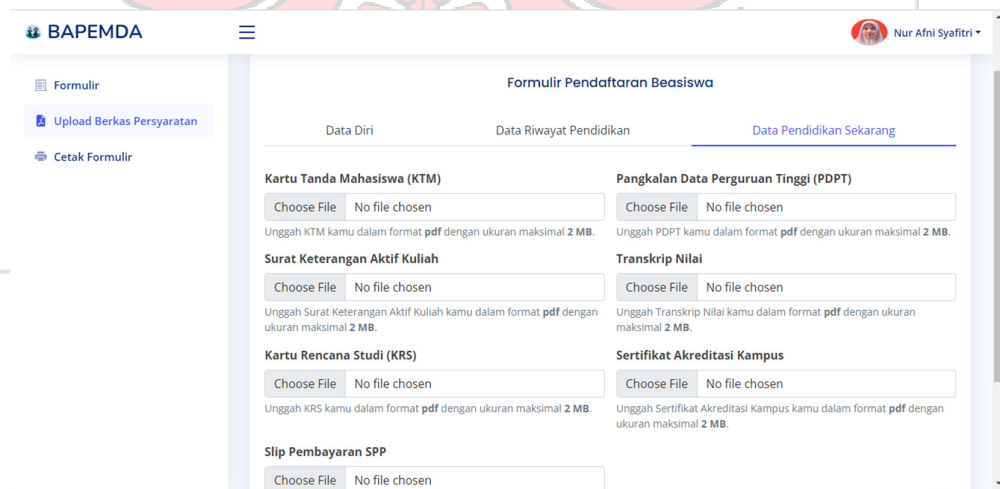 BAPEMDA
Nur Afni Syafitri
Formulir
Upload Berkas Persyaratan
Cetak Formulir
Formulir Pendaftaran Beasiswa
Data Diri
Data Riwayat Pendidikan
Data Pendidikan Sekarang
Kartu Tanda Mahasiswa (KTM)
Choose File No file chosen
Unggah KTM kamu dalam format pdf dengan ukuran maksimal 2 MB.
Pangkalan Data Perguruan Tinggi (PDPT)
Choose File No file chosen
Unggah PDPT kamu dalam format pdf dengan ukuran maksimal 2 MB.
Surat Keterangan Aktif Kuliah
Choose File No file chosen
Unggah Surat Keterangan Aktif Kuliah kamu dalam format pdf dengan
ukuran maksimal 2 MB.
Transkrip Nilai
Choose File No file chosen
Unggah Transkrip Nilai kamu dalam format pdf dengan ukuran
maksimal 2 MB.
Kartu Rencana Studi (KRS)
Choose File No file chosen
Unggah KRS kamu dalam format pdf dengan ukuran maksimal 2 MB.
Sertifikat Akreditasi Kampus
Choose File No file chosen
Unggah Sertifikat Akreditasi Kampus kamu dalam format pdf dengan
ukuran maksimal 2 MB.
Slip Pembayaran SPP
Choose File No file chosen